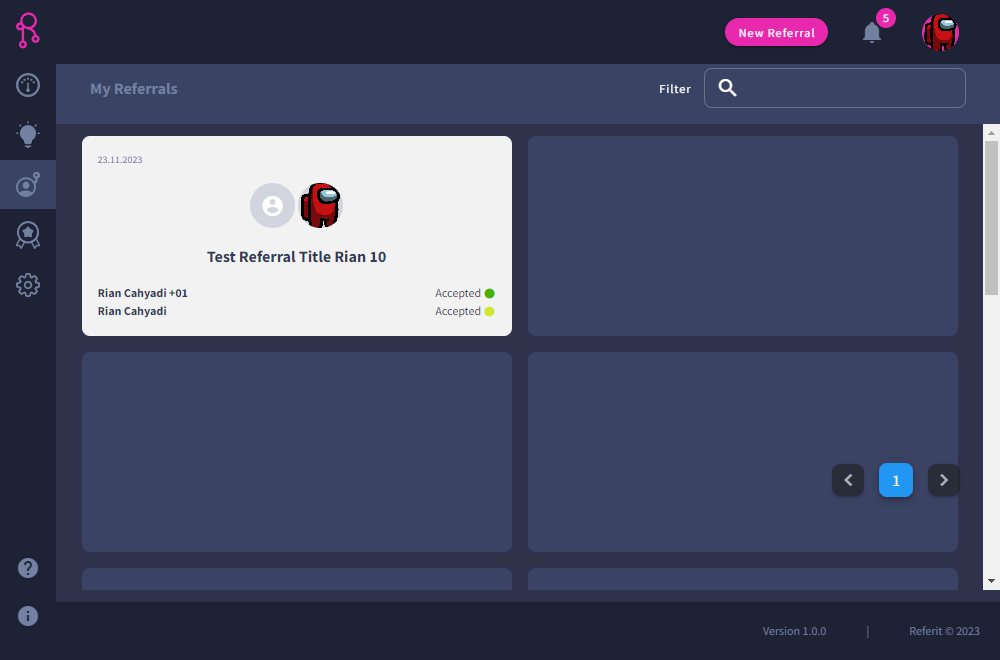 New Referral
5
My Referrals
Filter
23.11.2023
Test Referral Title Rian 10
Rian Cahyadi +01
Accepted
Rian Cahyadi
Accepted
1
Version 1.0.0
|
Referit © 2023